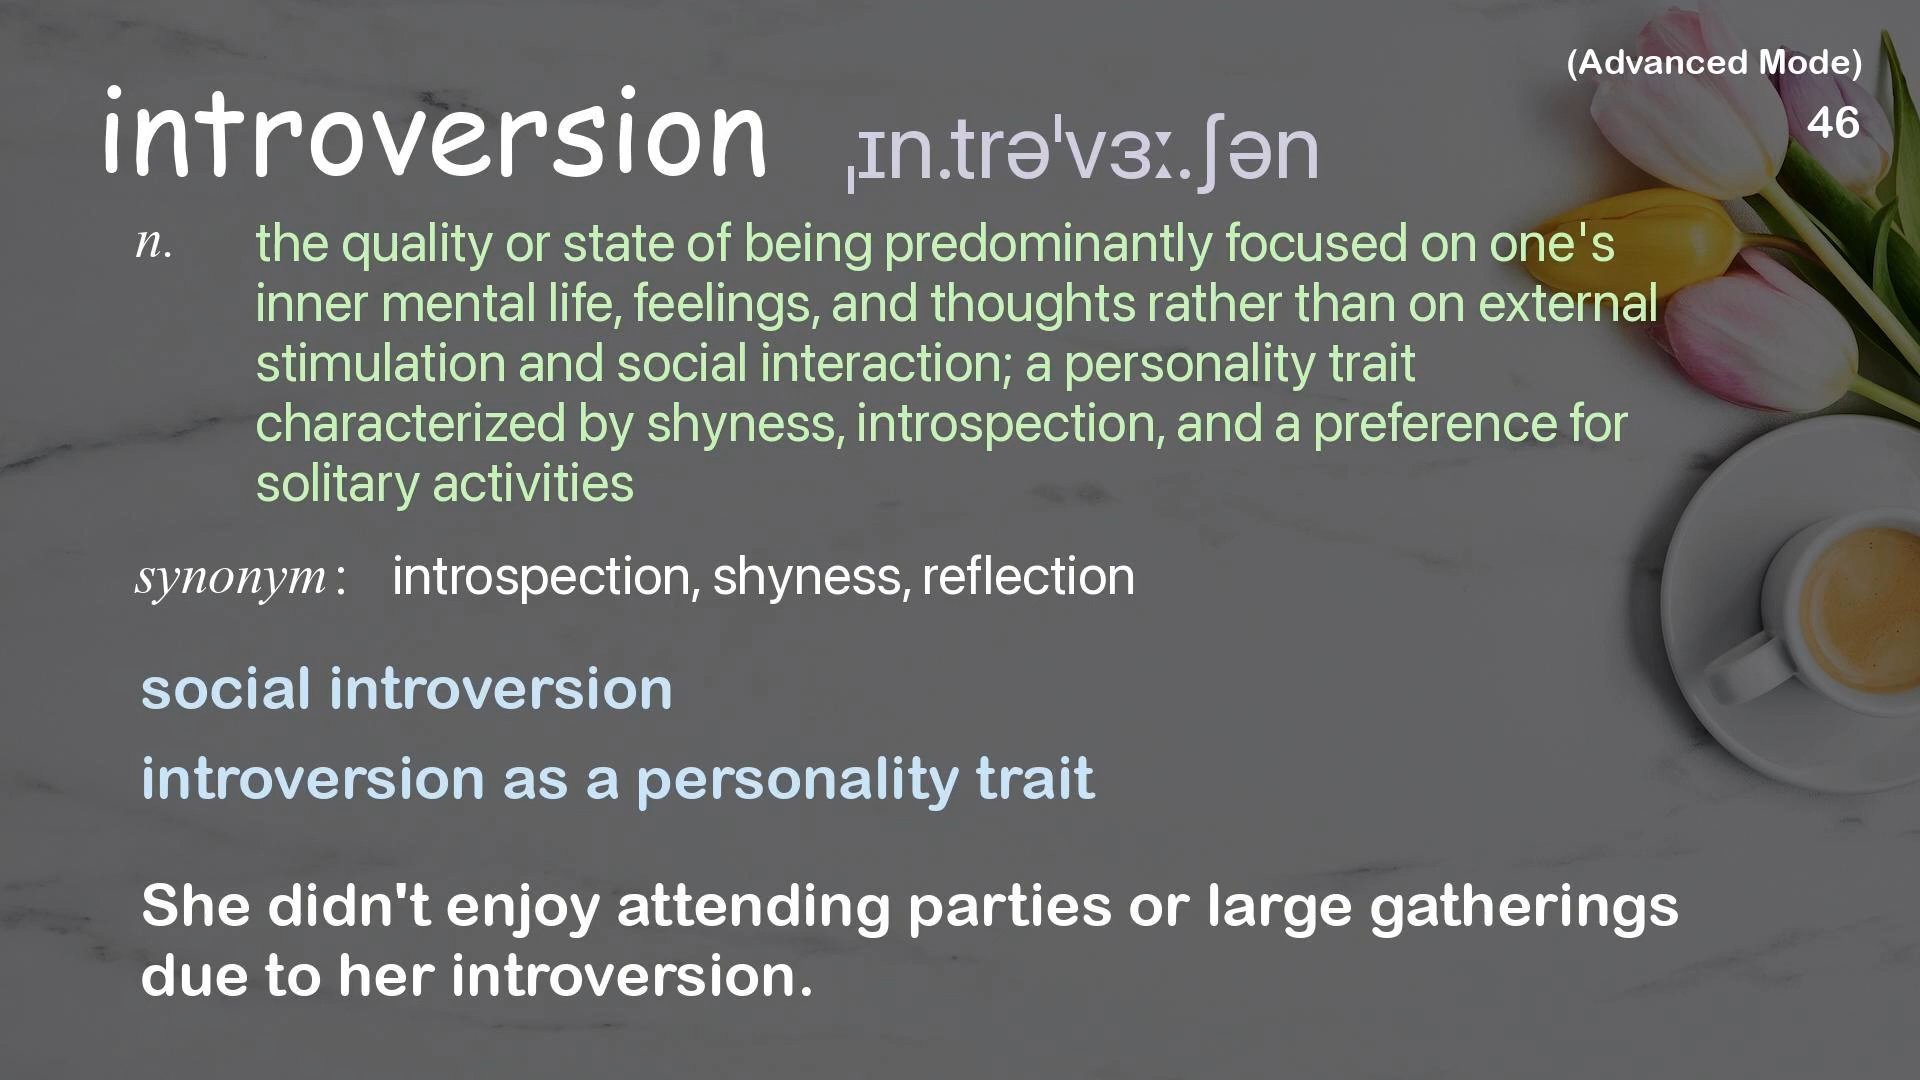 (Advanced Mode)
46
introversion ˌɪn.trəˈvɜː.ʃən
n. the quality or state of being predominantly focused on one's
inner mental life, feelings, and thoughts rather than on external
stimulation and social interaction; a personality trait
characterized by shyness, introspection, and a preference for
solitary activities
synonym: introspection, shyness, reflection
social introversion
introversion as a personality trait
She didn't enjoy attending parties or large gatherings
due to her introversion.